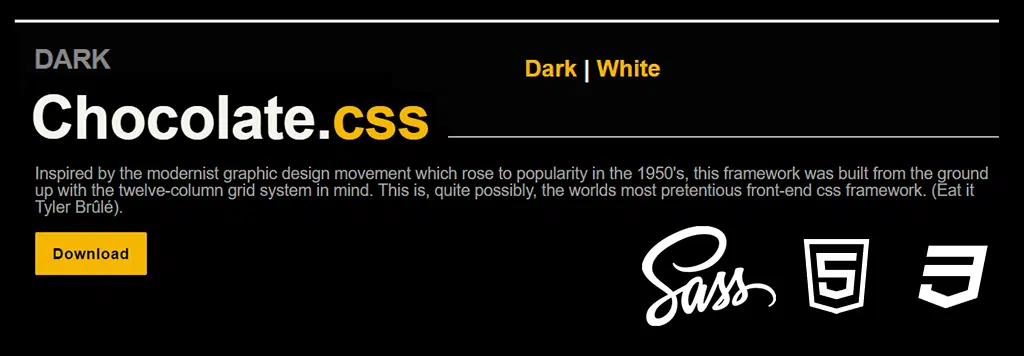 DARK
Dark | White
Chocolate.css
Inspired by the modernist graphic design movement which rose to popularity in the 1950's, this framework was built from the ground
up with the twelve-column grid system in mind. This is, quite possibly, the worlds most pretentious front-end css framework. (Eat it
Tyler Brûlé).
Download
Sass
5
3